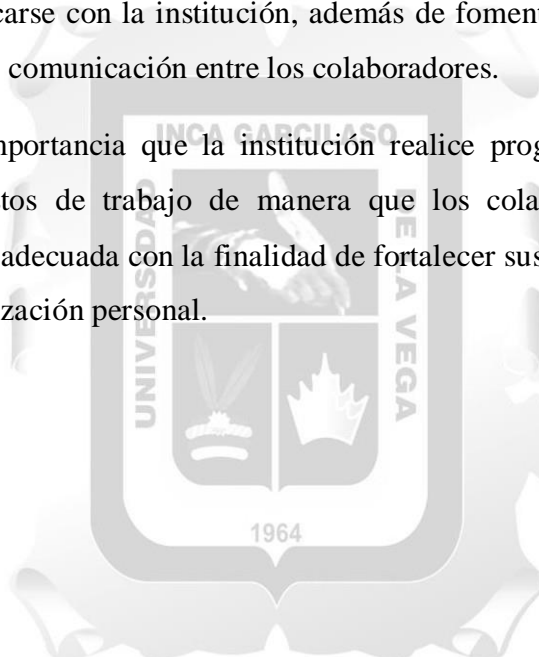 carse con la institución, además de foment
comunicación entre los colaboradores.
INCA GARCILASO
mportancia que la institución realice prog
tos de trabajo de manera que los cola
adecuada con la finalidad de fortalecer sus
ización personal.
UNIVERSIDAD
DE LA VEGA
1964